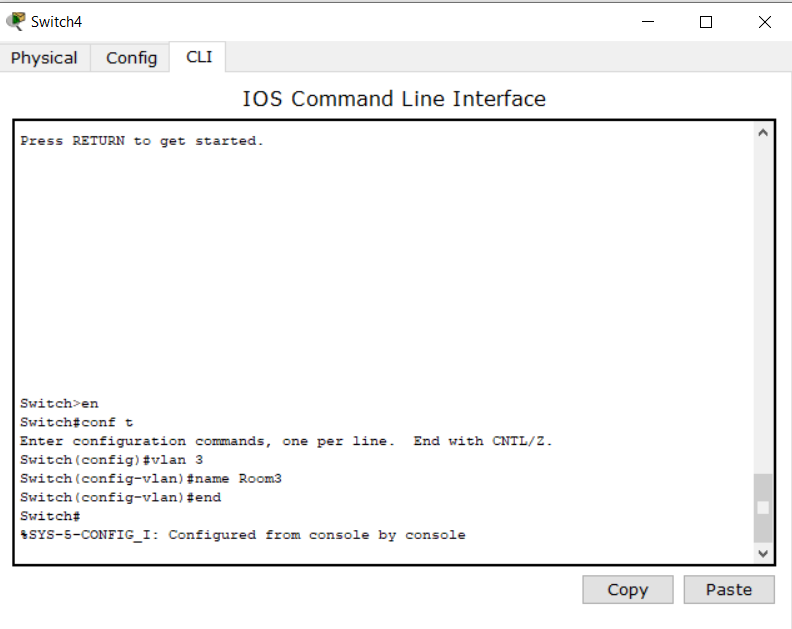 Switch4
Physical Config CLI
IOS Command Line Interface
Press RETURN to get started.
Switch>en
Switch#conf t
Enter configuration commands, one per line.  End with CNTL/Z.
Switch(config)#vlan 3
Switch(config-vlan)#name Room3
Switch(config-vlan)#end
Switch#
%SYS-5-CONFIG_I: Configured from console by console
Copy Paste